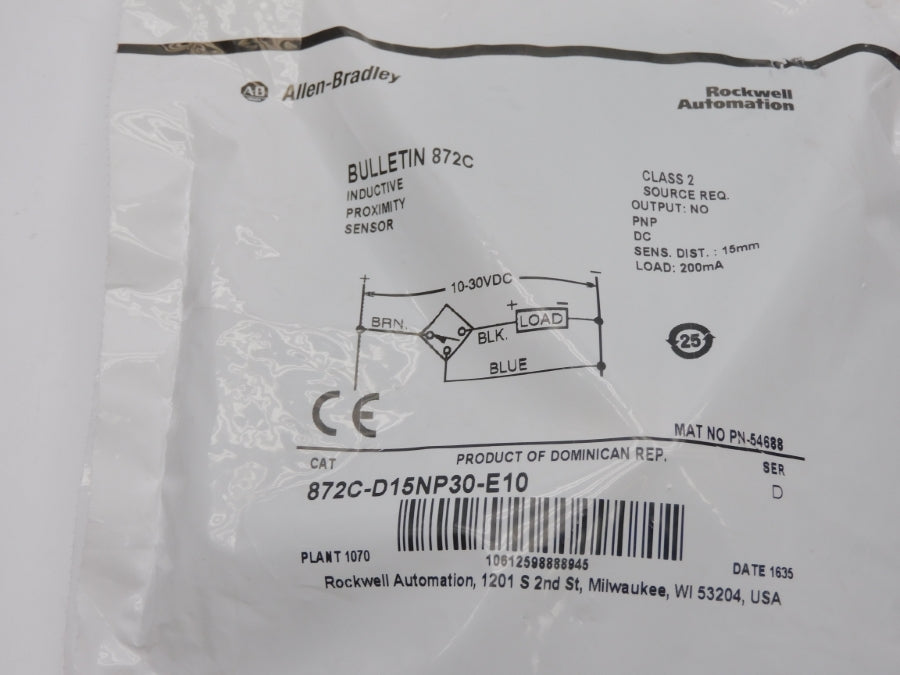 AB Allen-Bradley
Rockwell
Automation
BULLETIN 872C
INDUCTIVE
PROXIMITY
SENSOR
CLASS 2
SOURCE REQ.
OUTPUT: NO
PNP
DC
SENS. DIST. : 15mm
LOAD: 200mA
+ 10-30VDC −
BRN.
+ −
LOAD
BLK.
BLUE
25
CE
MAT NO PN-54688
CAT
PRODUCT OF DOMINICAN REP.
SER
872C-D15NP30-E10
D
PLANT 1070
10612598888945
DATE 1635
Rockwell Automation, 1201 S 2nd St, Milwaukee, WI 53204, USA